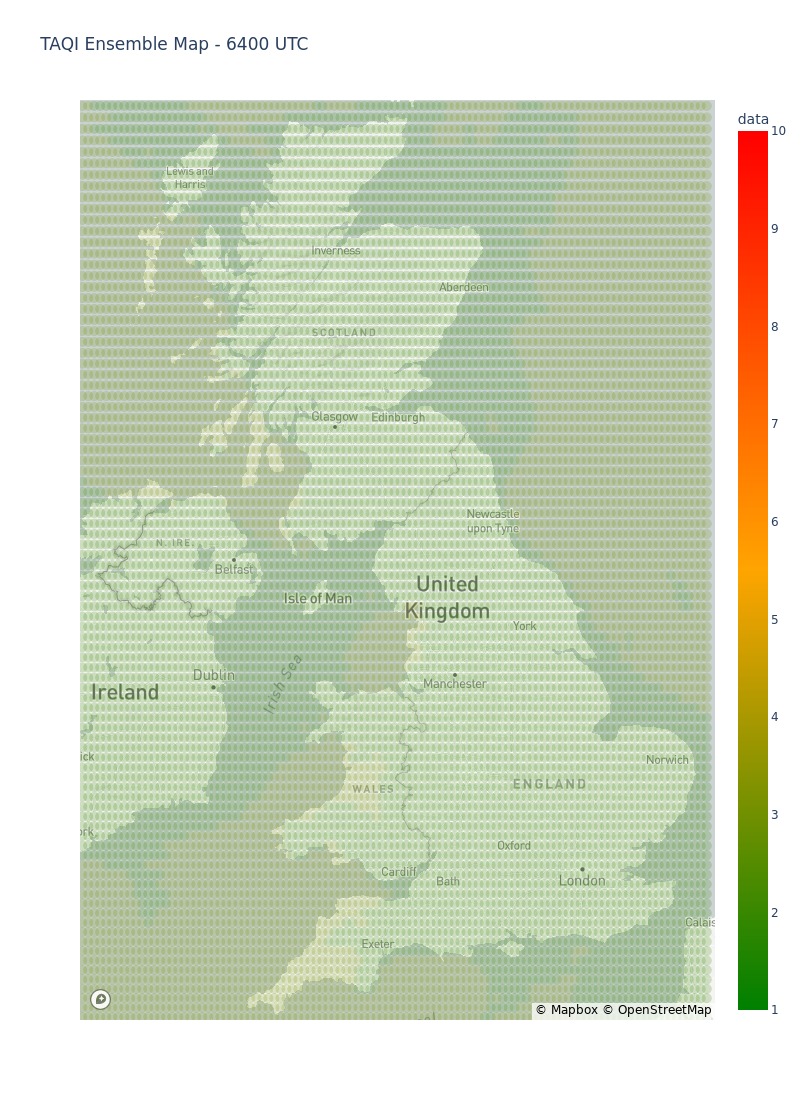 TAQI Ensemble Map - 6400 UTC
data
10
9
8
7
6
5
4
3
2
1
Lewis and
Harris
Inverness
Aberdeen
SCOTLAND
Glasgow
Edinburgh
Newcastle
upon Tyne
N. IRE.
Belfast
Isle of Man
United
Kingdom
York
Dublin
Irish Sea
Manchester
Ireland
ick
Norwich
WALES
ENGLAND
rk
Oxford
Cardiff
Bath
London
Calais
Exeter
© Mapbox © OpenStreetMap